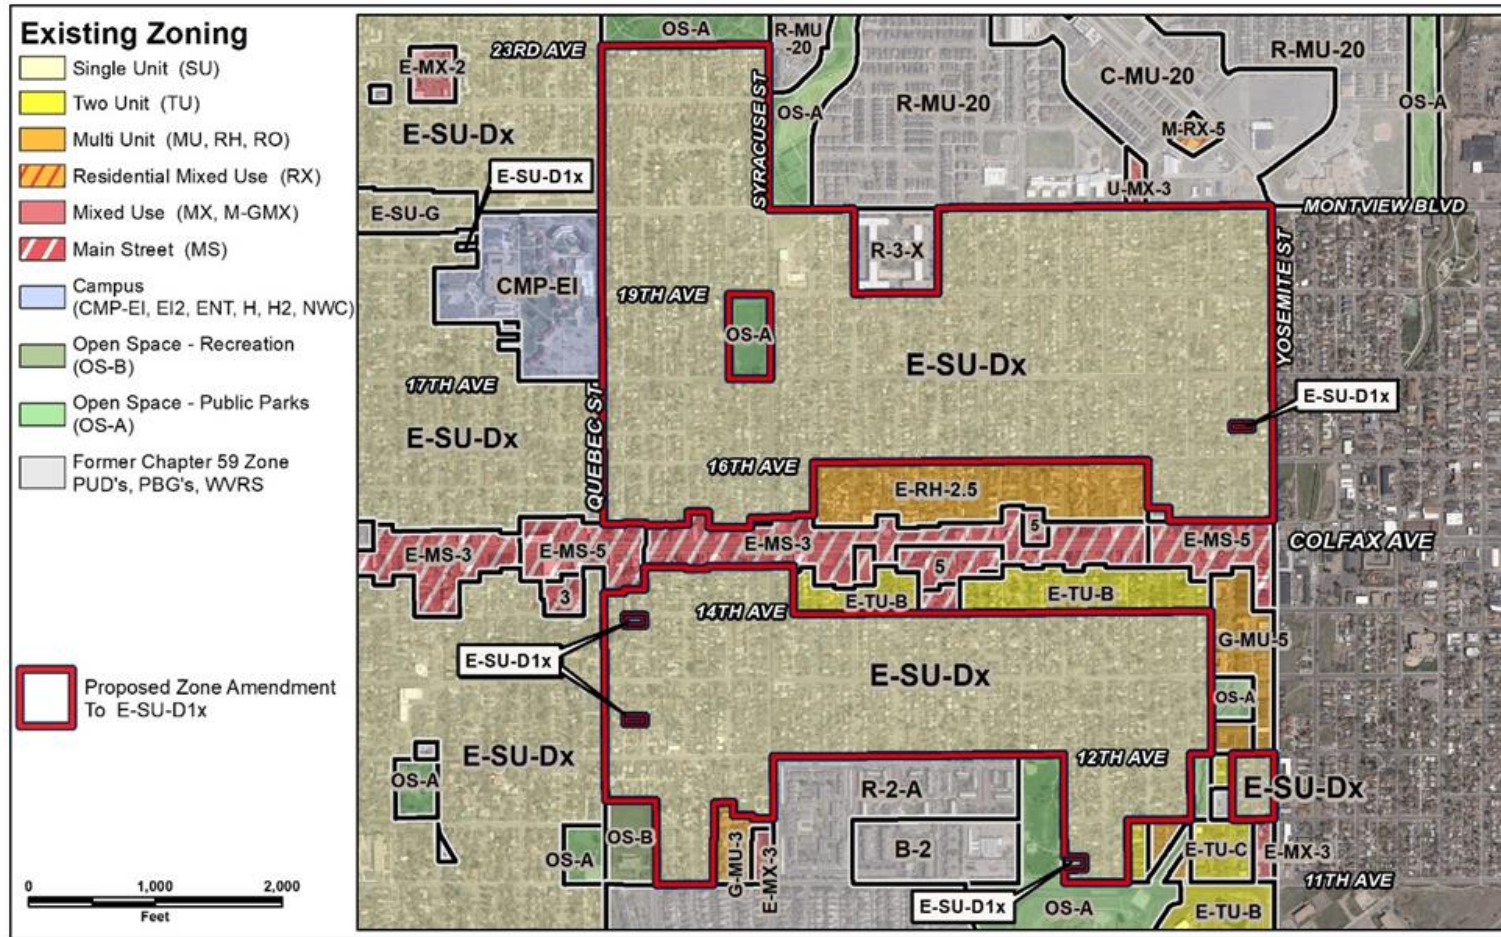 Existing Zoning
Single Unit (SU)
Two Unit (TU)
Multi Unit (MU, RH, RO)
Residential Mixed Use (RX)
Mixed Use (MX, M-GMX)
Main Street (MS)
Campus
(CMP-EI, EI2, ENT, H, H2, NWC)
Open Space - Recreation
(OS-B)
Open Space - Public Parks
(OS-A)
Former Chapter 59 Zone
PUD's, PBG's, WVRS
Proposed Zone Amendment
To E-SU-D1x
0 1,000 2,000
Feet
23RD AVE
OS-A
R-MU
-20
R-MU-20
E-MX-2
C-MU-20
SYRACUSE ST
R-MU-20
OS-A
OS-A
E-SU-Dx
M-RX-5
E-SU-D1x
U-MX-3
E-SU-G
MONTVIEW BLVD
R-3-X
CMP-EI
19TH AVE
YOSEMITE ST
OS-A
E-SU-Dx
17TH AVE
E-SU-D1x
QUEBEC ST
E-SU-Dx
16TH AVE
E-RH-2.5
5
E-MS-3
E-MS-5
E-MS-3
E-MS-5
COLFAX AVE
5
3
E-TU-B
E-TU-B
14TH AVE
G-MU-5
E-SU-D1x
E-SU-Dx
OS-A
E-SU-Dx
12TH AVE
OS-A
R-2-A
E-SU-Dx
OS-B
B-2
OS-A
G-MU-3
E-MX-3
E-TU-C
E-MX-3
11TH AVE
E-SU-D1x
OS-A
E-TU-B